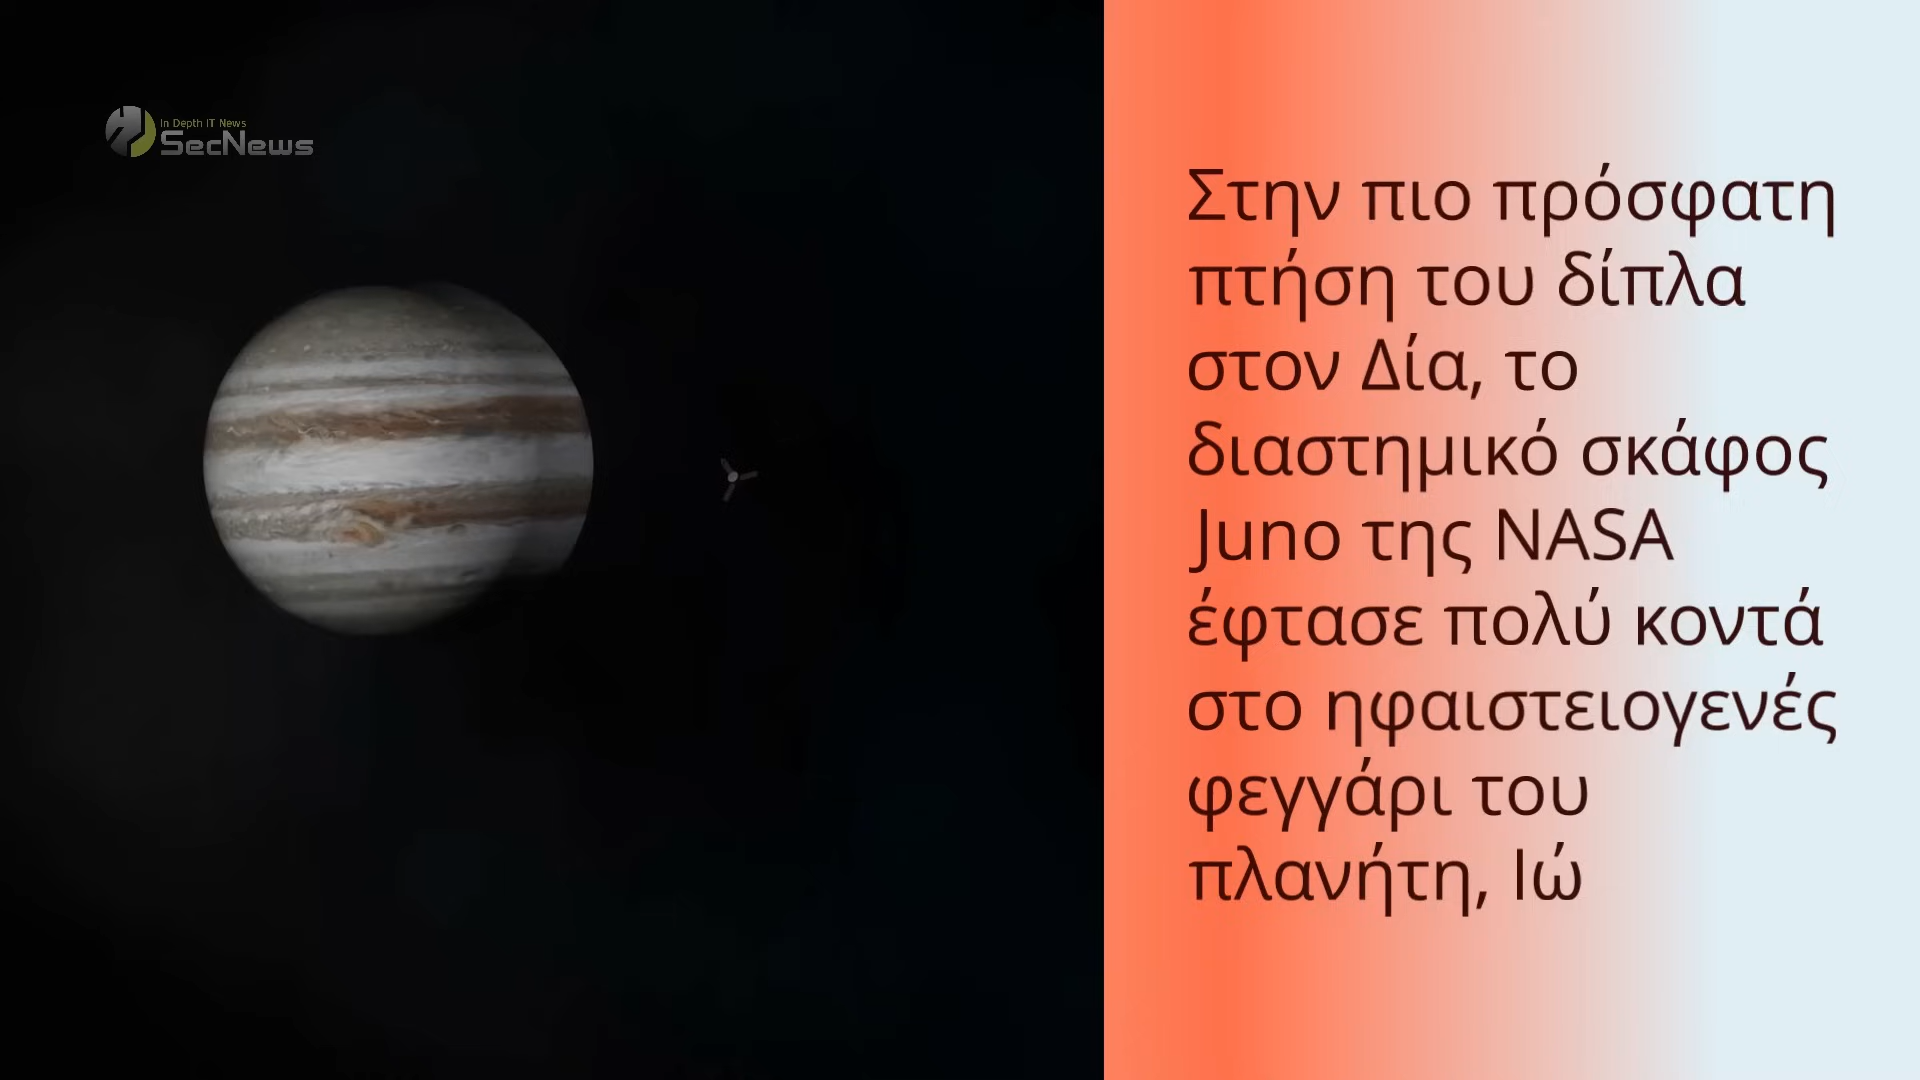 In Depth IT News
SecNews
Στην πιο πρόσφατη
πτήση του δίπλα
στον Δία, το
διαστημικό σκάφος
Juno της NASA
έφτασε πολύ κοντά
στο ηφαιστειογενές
φεγγάρι του
πλανήτη, Ιώ